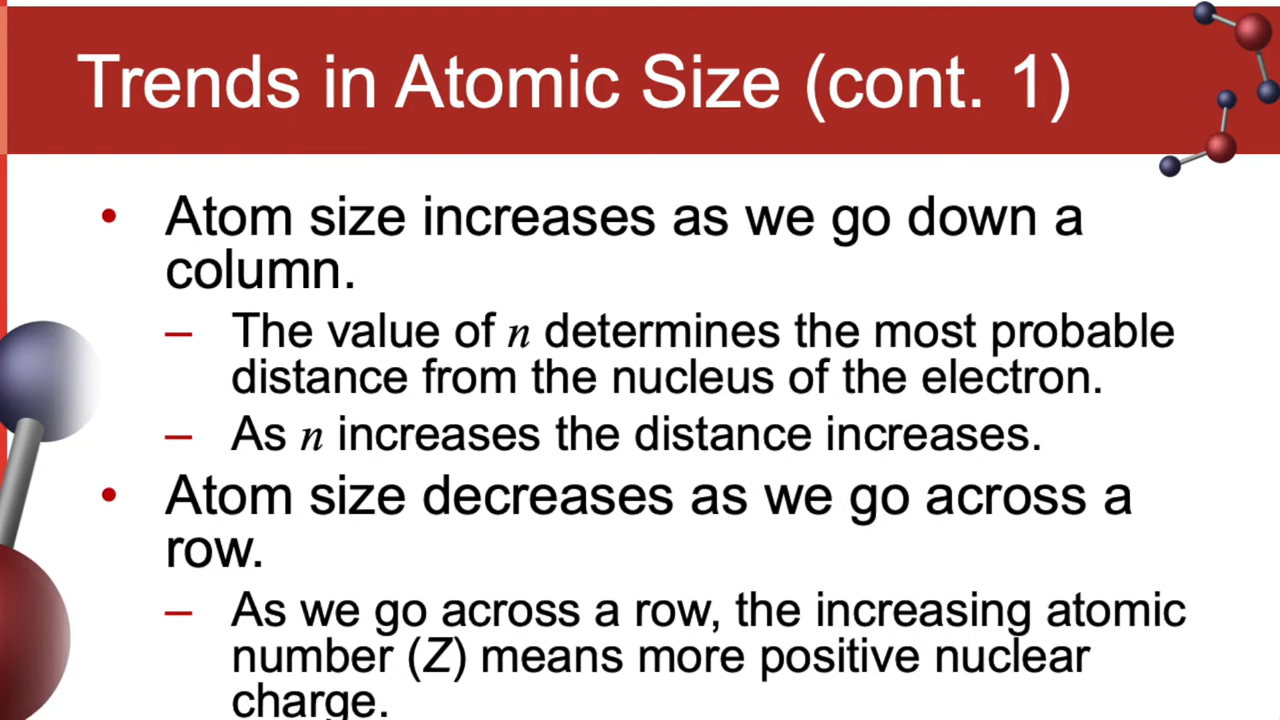 Trends in Atomic Size (cont. 1)
• Atom size increases as we go down a
column.
– The value of n determines the most probable
distance from the nucleus of the electron.
– As n increases the distance increases.
• Atom size decreases as we go across a
row.
– As we go across a row, the increasing atomic
number (Z) means more positive nuclear
charge.